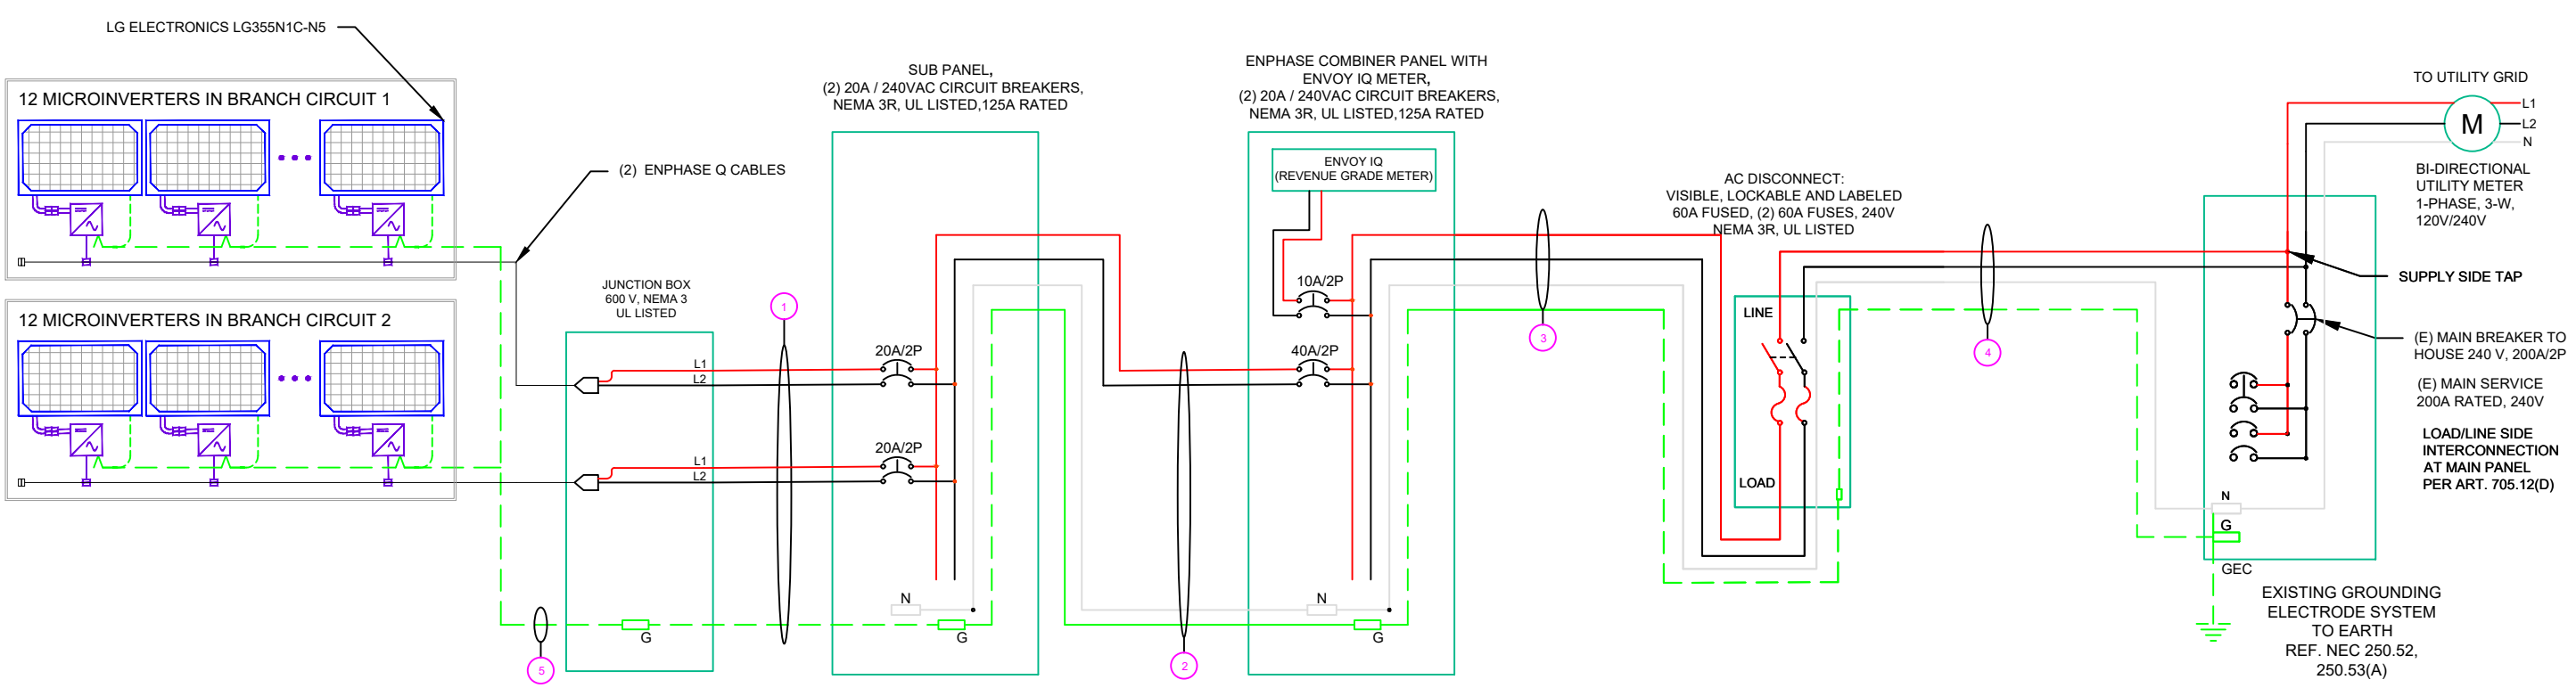 LG ELECTRONICS LG355N1C-N5
12 MICROINVERTERS IN BRANCH CIRCUIT 1
12 MICROINVERTERS IN BRANCH CIRCUIT 2
(2) ENPHASE Q CABLES
JUNCTION BOX
600 V, NEMA 3
UL LISTED
L1
L2
L1
L2
G
5
1
SUB PANEL,
(2) 20A / 240VAC CIRCUIT BREAKERS,
NEMA 3R, UL LISTED,125A RATED
20A/2P
20A/2P
N
G
2
ENPHASE COMBINER PANEL WITH
ENVOY IQ METER,
(2) 20A / 240VAC CIRCUIT BREAKERS,
NEMA 3R, UL LISTED,125A RATED
ENVOY IQ
(REVENUE GRADE METER)
10A/2P
40A/2P
N
G
3
AC DISCONNECT:
VISIBLE, LOCKABLE AND LABELED
60A FUSED, (2) 60A FUSES, 240V
NEMA 3R, UL LISTED
LINE
LOAD
4
TO UTILITY GRID
M
L1
L2
N
BI-DIRECTIONAL
UTILITY METER
1-PHASE, 3-W,
120V/240V
SUPPLY SIDE TAP
(E) MAIN BREAKER TO
HOUSE 240 V, 200A/2P
(E) MAIN SERVICE
200A RATED, 240V
LOAD/LINE SIDE
INTERCONNECTION
AT MAIN PANEL
PER ART. 705.12(D)
N
G
GEC
EXISTING GROUNDING
ELECTRODE SYSTEM
TO EARTH
REF. NEC 250.52,
250.53(A)